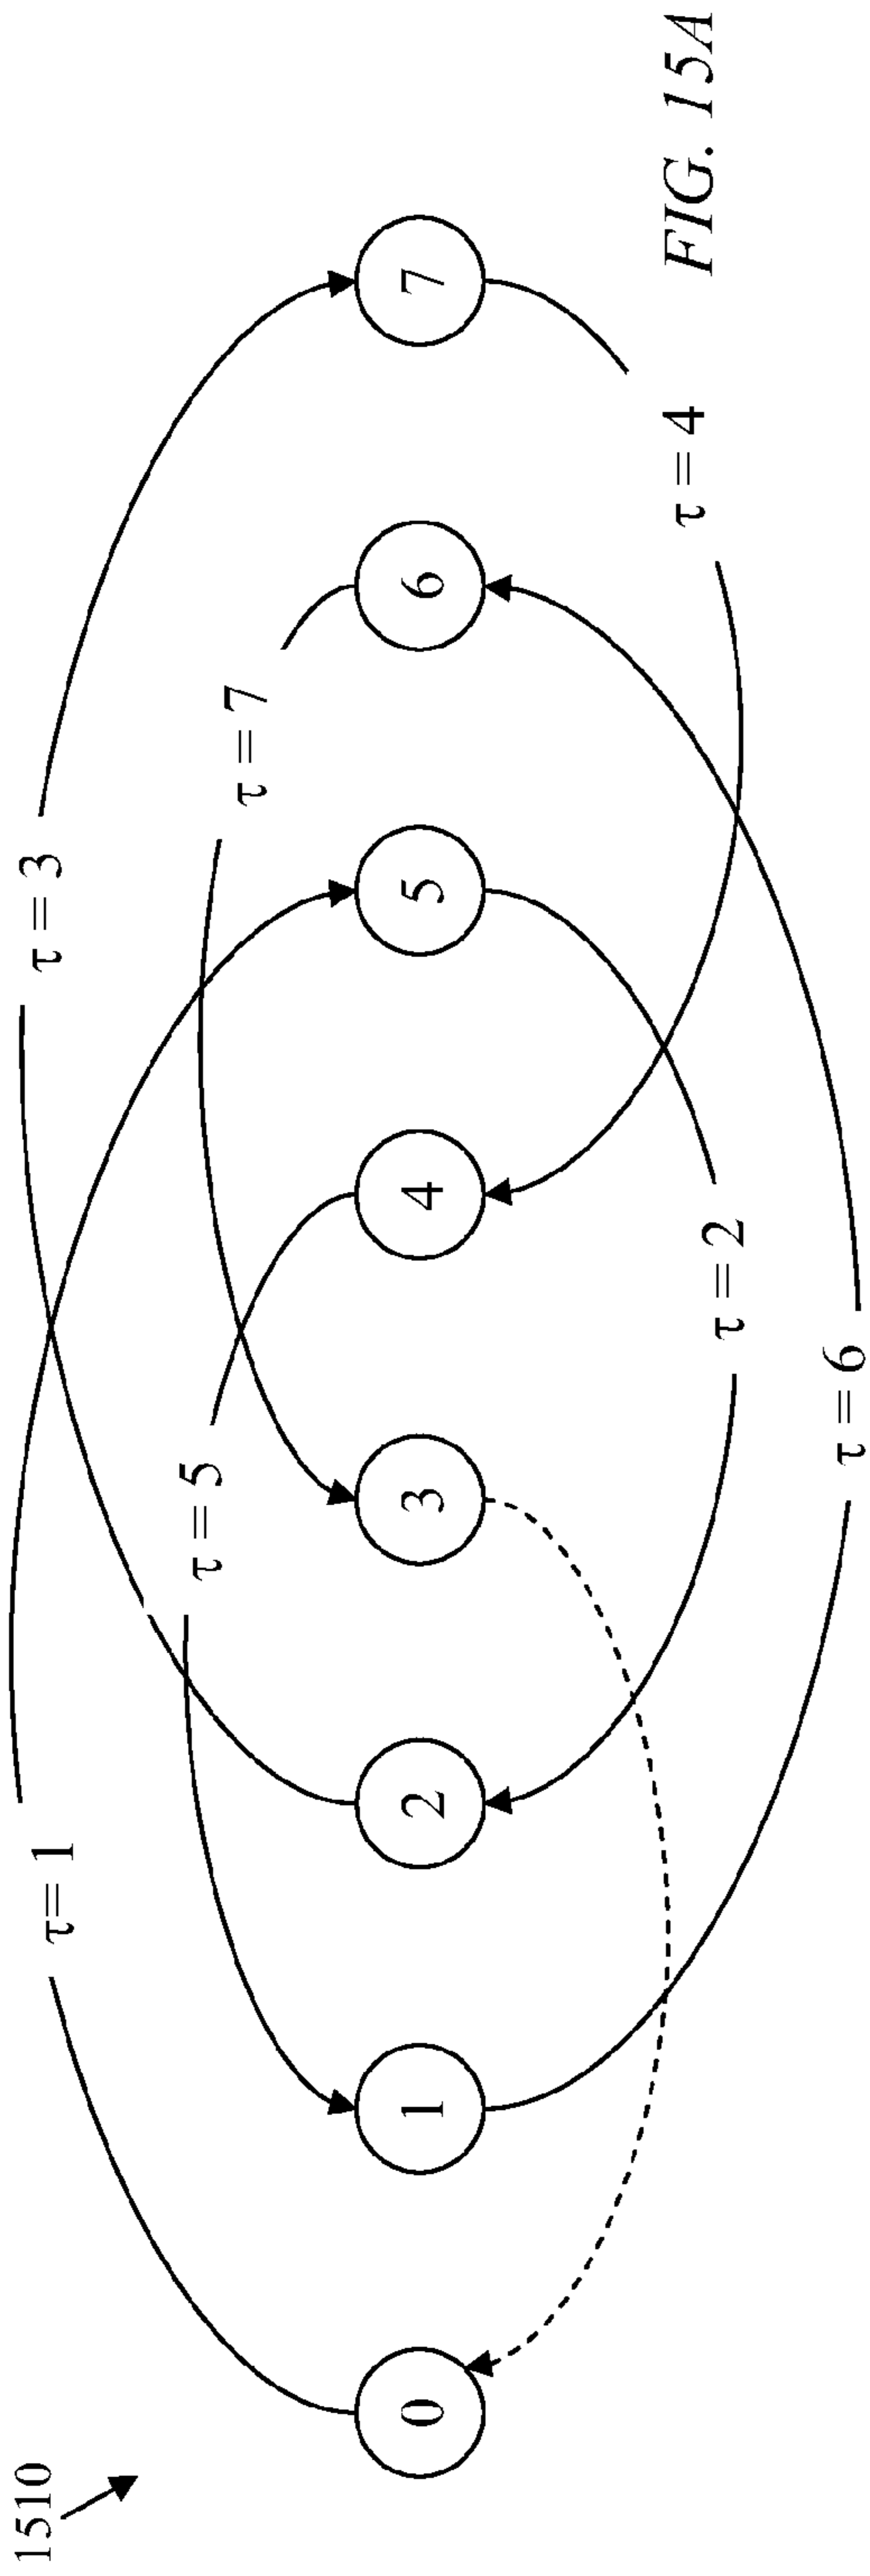 1510
τ= 1
τ = 3
τ = 5
τ = 7
0
1
2
3
4
5
6
7
τ = 2
τ = 4
τ = 6
FIG. 15A